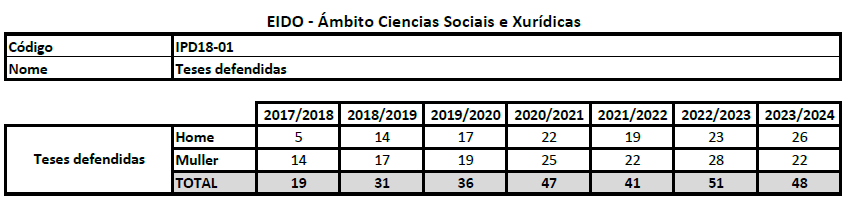 EIDO - Ámbito Ciencias Sociais e Xurídicas
Código IPD18-01
Nome Teses defendidas
2017/2018 2018/2019 2019/2020 2020/2021 2021/2022 2022/2023 2023/2024
Home 5 14 17 22 19 23 26
Teses defendidas Muller 14 17 19 25 22 28 22
TOTAL 19 31 36 47 41 51 48